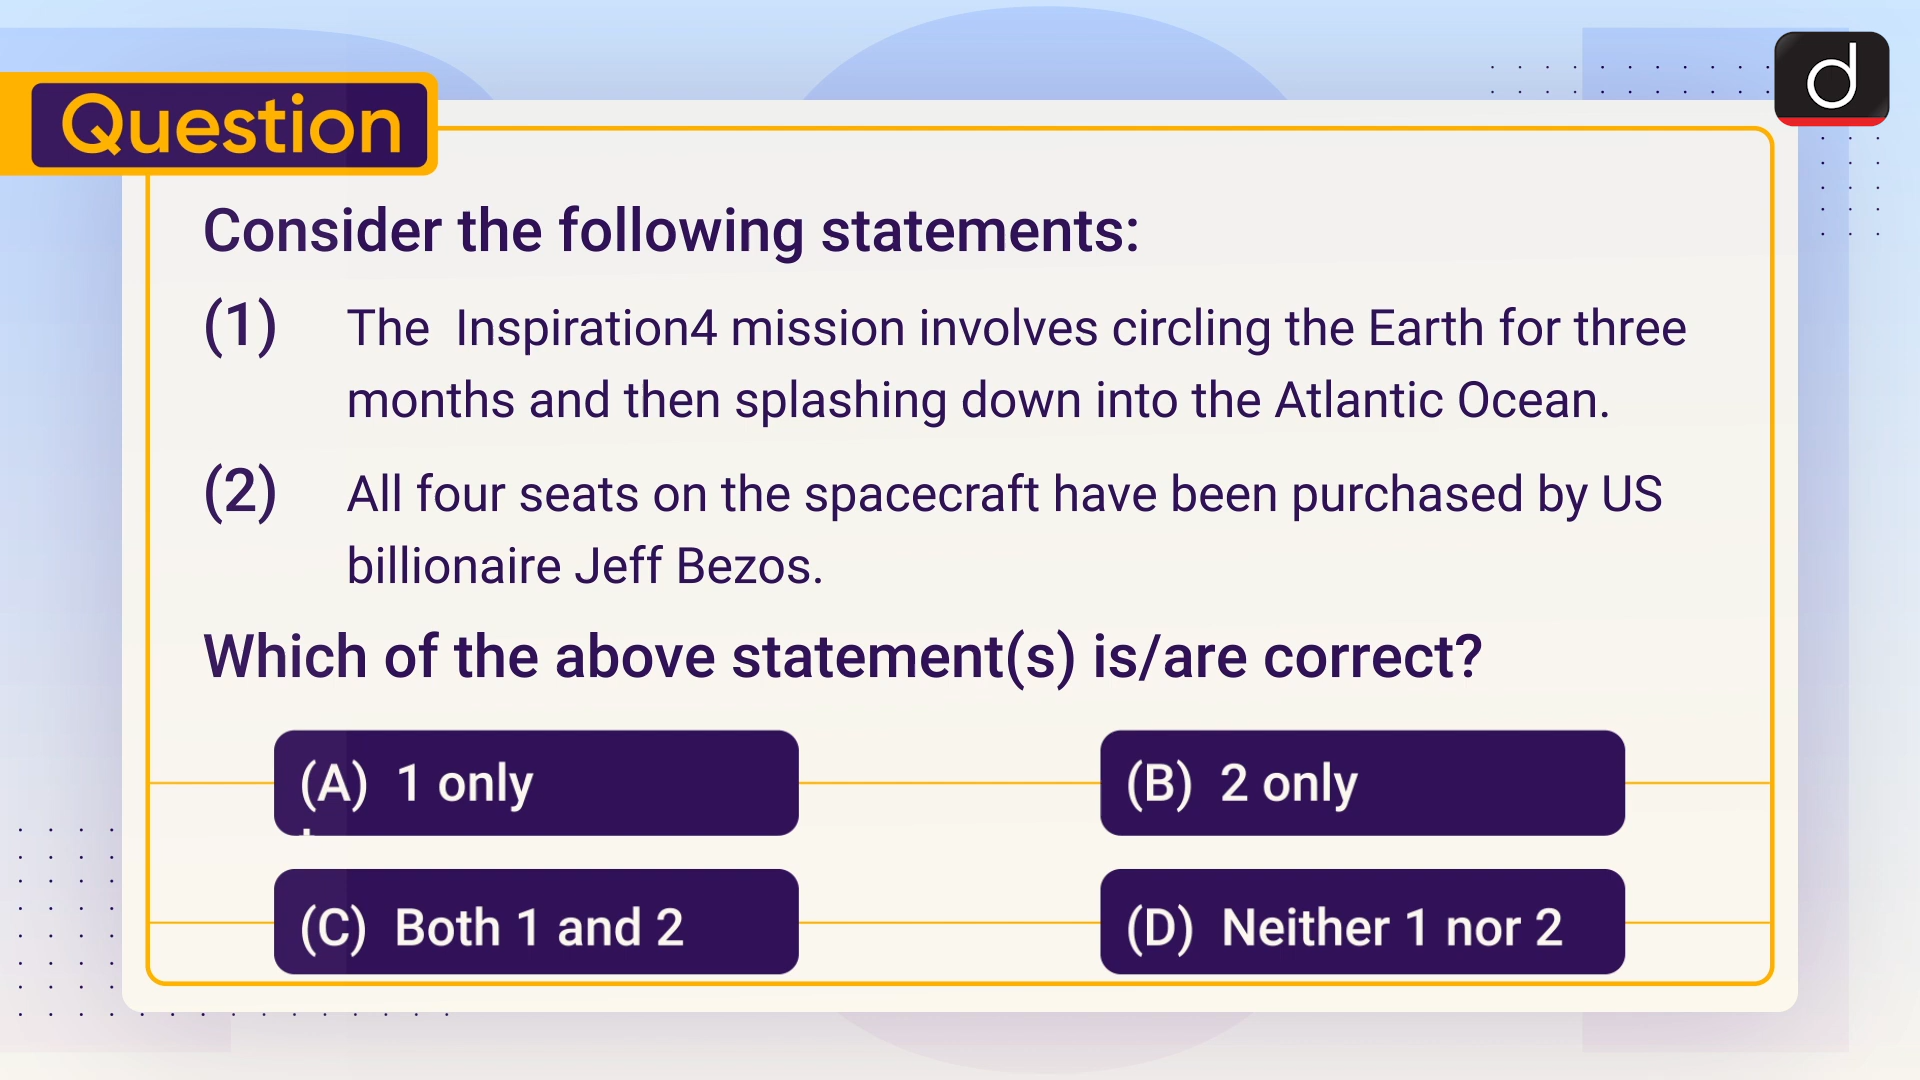 d
Question
Consider the following statements:
(1) The Inspiration4 mission involves circling the Earth for three
months and then splashing down into the Atlantic Ocean.
(2) All four seats on the spacecraft have been purchased by US
billionaire Jeff Bezos.
Which of the above statement(s) is/are correct?
(A) 1 only
(B) 2 only
(C) Both 1 and 2
(D) Neither 1 nor 2